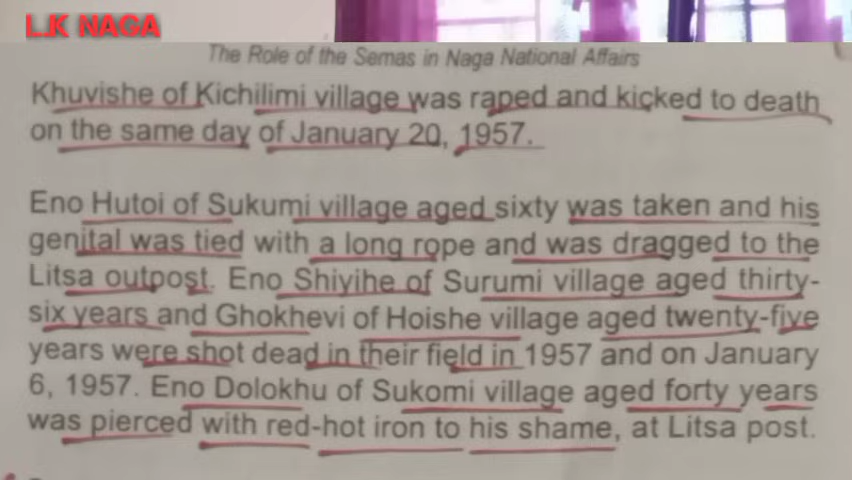 L.K NAGA
The Role of the Semas in Naga National Affairs
Khuvishe of Kichilimi village was raped and kicked to death
on the same day of January 20, 1957.
Eno Hutoi of Sukumi village aged sixty was taken and his
genital was tied with a long rope and was dragged to the
Litsa outpost. Eno Shiyihe of Surumi village aged thirty-
six years and Ghokhevi of Hoishe village aged twenty-five
years were shot dead in their field in 1957 and on January
6, 1957. Eno Dolokhu of Sukomi village aged forty years
was pierced with red-hot iron to his shame, at Litsa post.